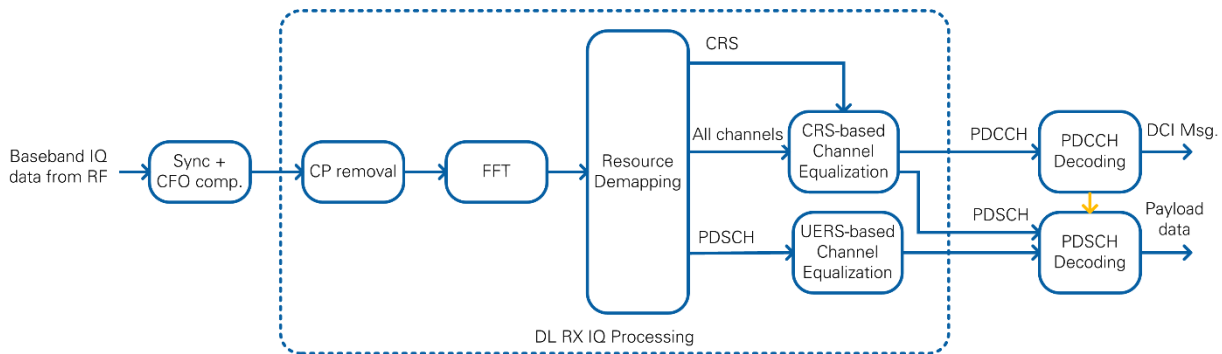 Baseband IQ
data from RF
Sync +
CFO comp.
CP removal
FFT
Resource
Demapping
CRS
All channels
PDSCH
CRS-based
Channel
Equalization
UERS-based
Channel
Equalization
PDCCH
PDSCH
PDCCH
Decoding
PDSCH
Decoding
DCI Msg.
Payload
data
DL RX IQ Processing